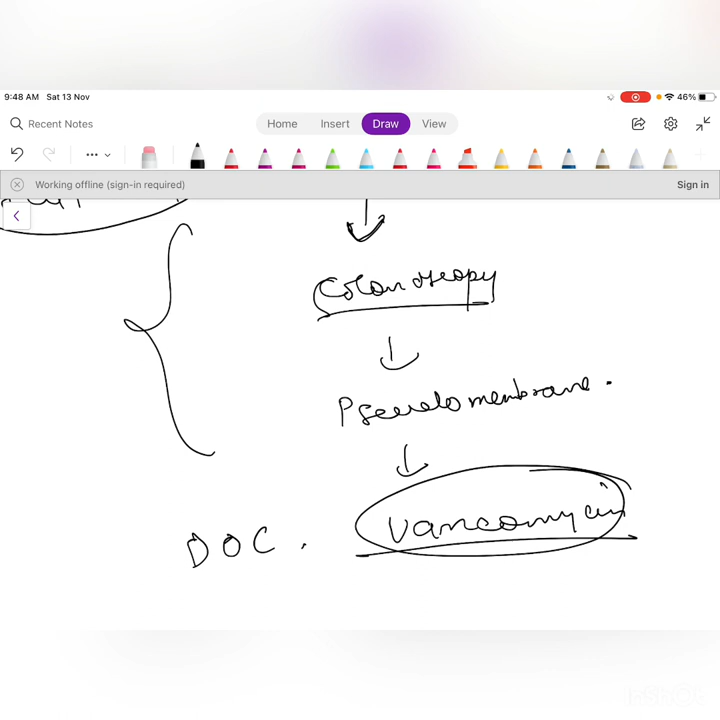 9:48 AM Sat 13 Nov
46%
Recent Notes
Home Insert Draw View
Working offline (sign-in required)
Sign in
Colonoscopy
Pseudomembrane.
DOC. Vancomycin